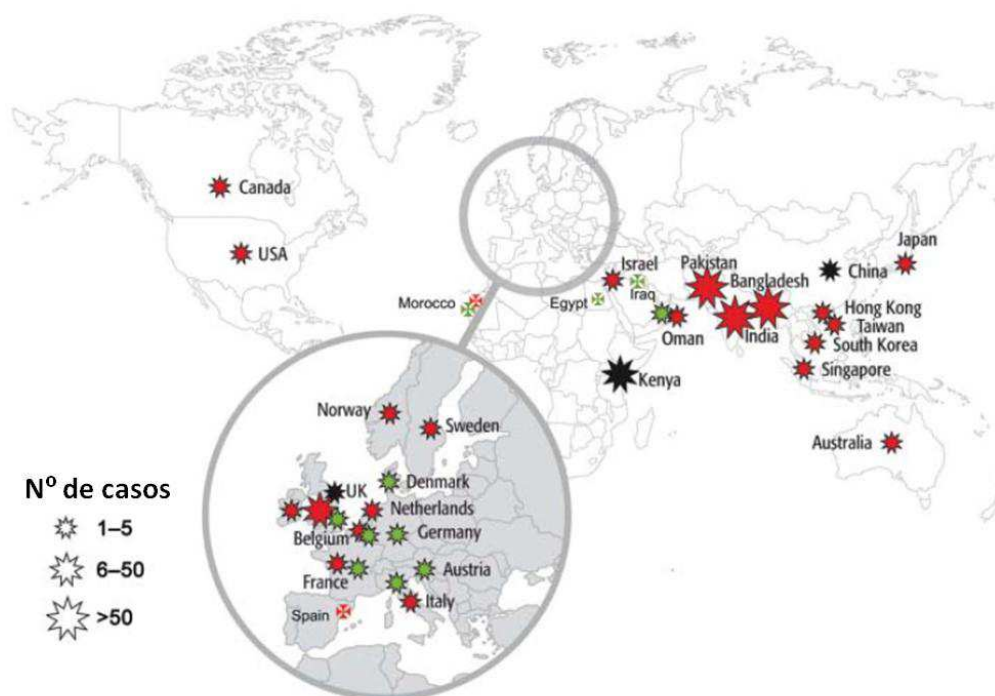 Canada
USA
Morocco
Israel
Egypt
Iraq
Oman
Pakistan
Bangladesh
India
China
Japan
Hong Kong
Taiwan
South Korea
Singapore
Kenya
Australia
Norway
Sweden
Denmark
UK
Netherlands
Belgium
Germany
France
Austria
Italy
Spain
Nº de casos
1–5
6–50
>50